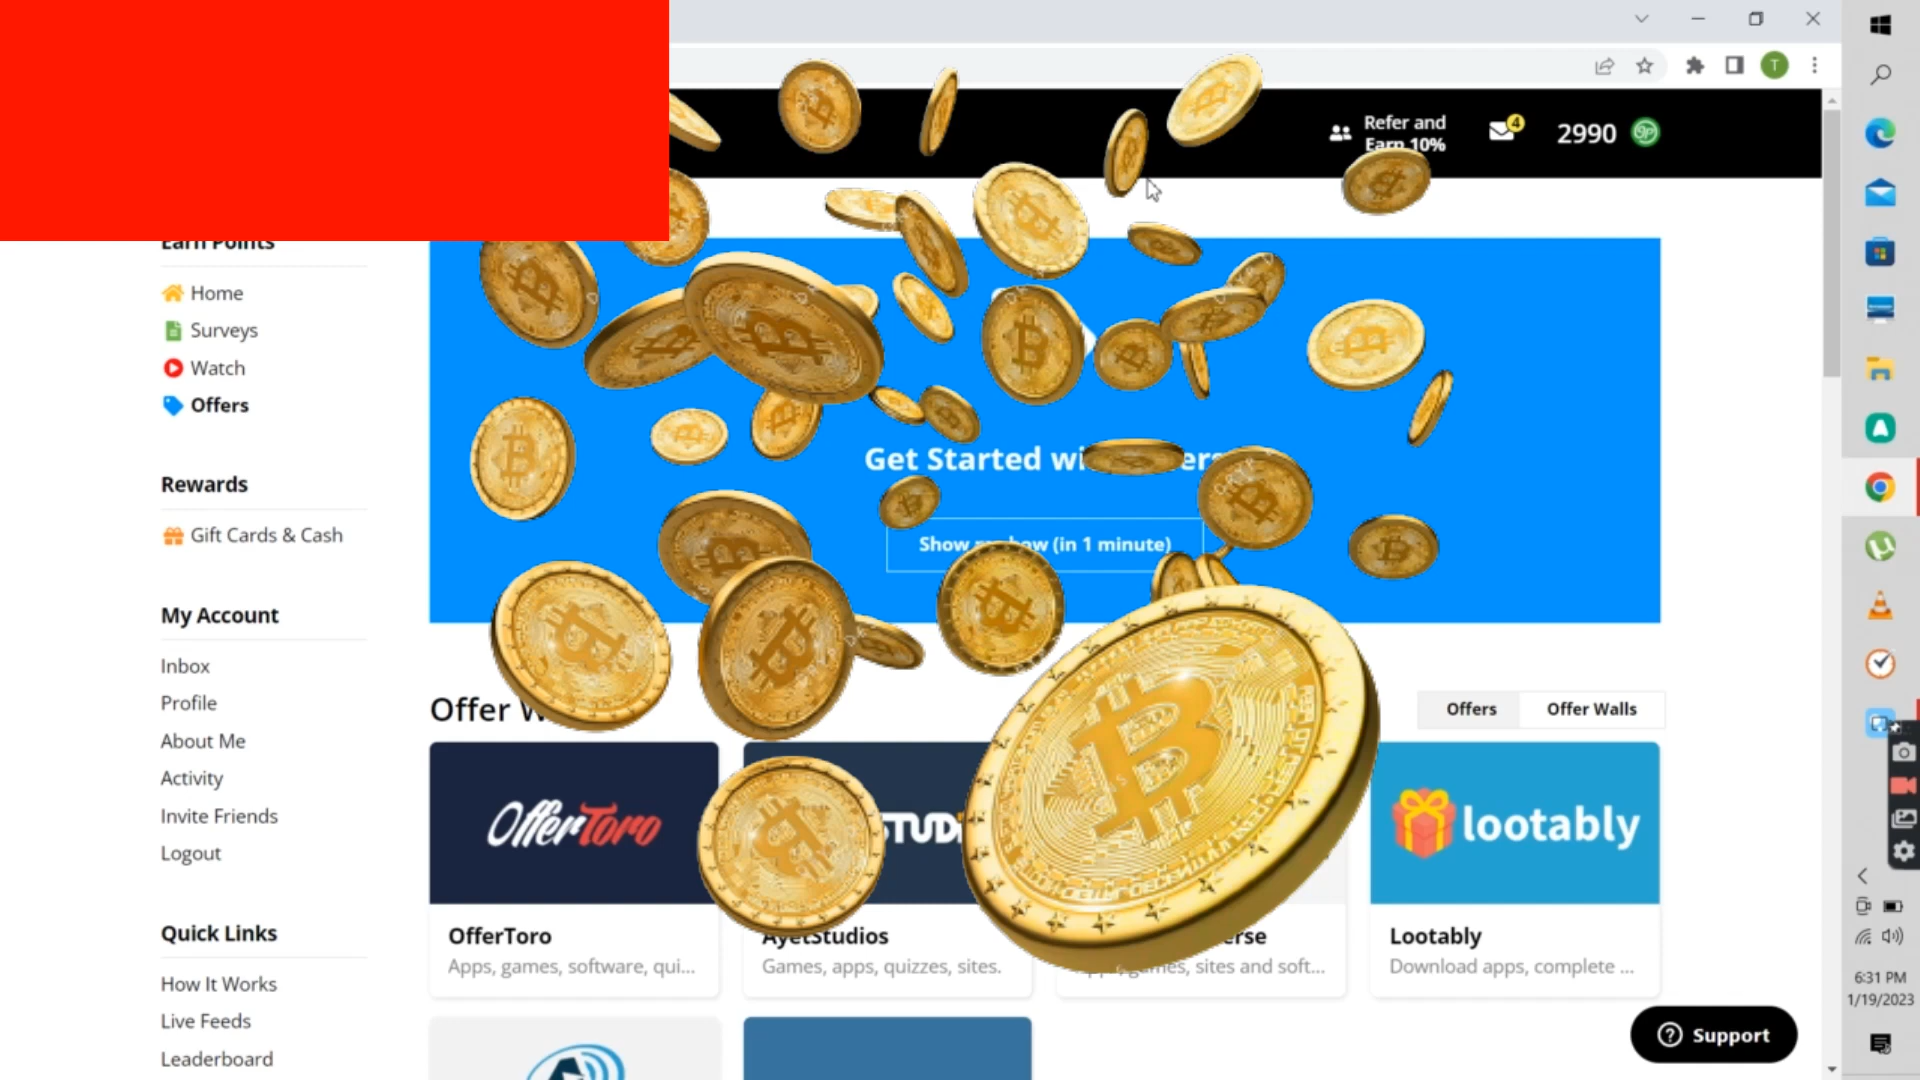 T
Refer and
Earn 10%
4
2990
Earn Points
Home
Surveys
Watch
Offers
Rewards
Gift Cards & Cash
My Account
Inbox
Profile
About Me
Activity
Invite Friends
Logout
Quick Links
How It Works
Live Feeds
Leaderboard
Get Started
Show
(in 1 minute)
Offer
Offers
Offer Walls
OfferToro
lootably
OfferToro
Apps, games, software, qui...
AyetStudios
Games, apps, quizzes, sites.
sites and soft...
Lootably
Download apps, complete ...
Support
6:31 PM
1/19/2023